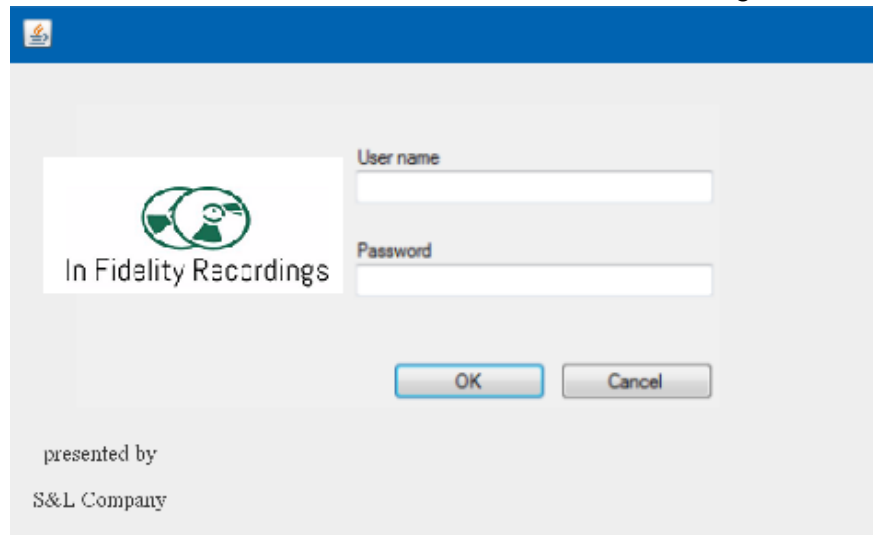 User name
In Fidelity Recordings
Password
OK Cancel
presented by
S&L Company